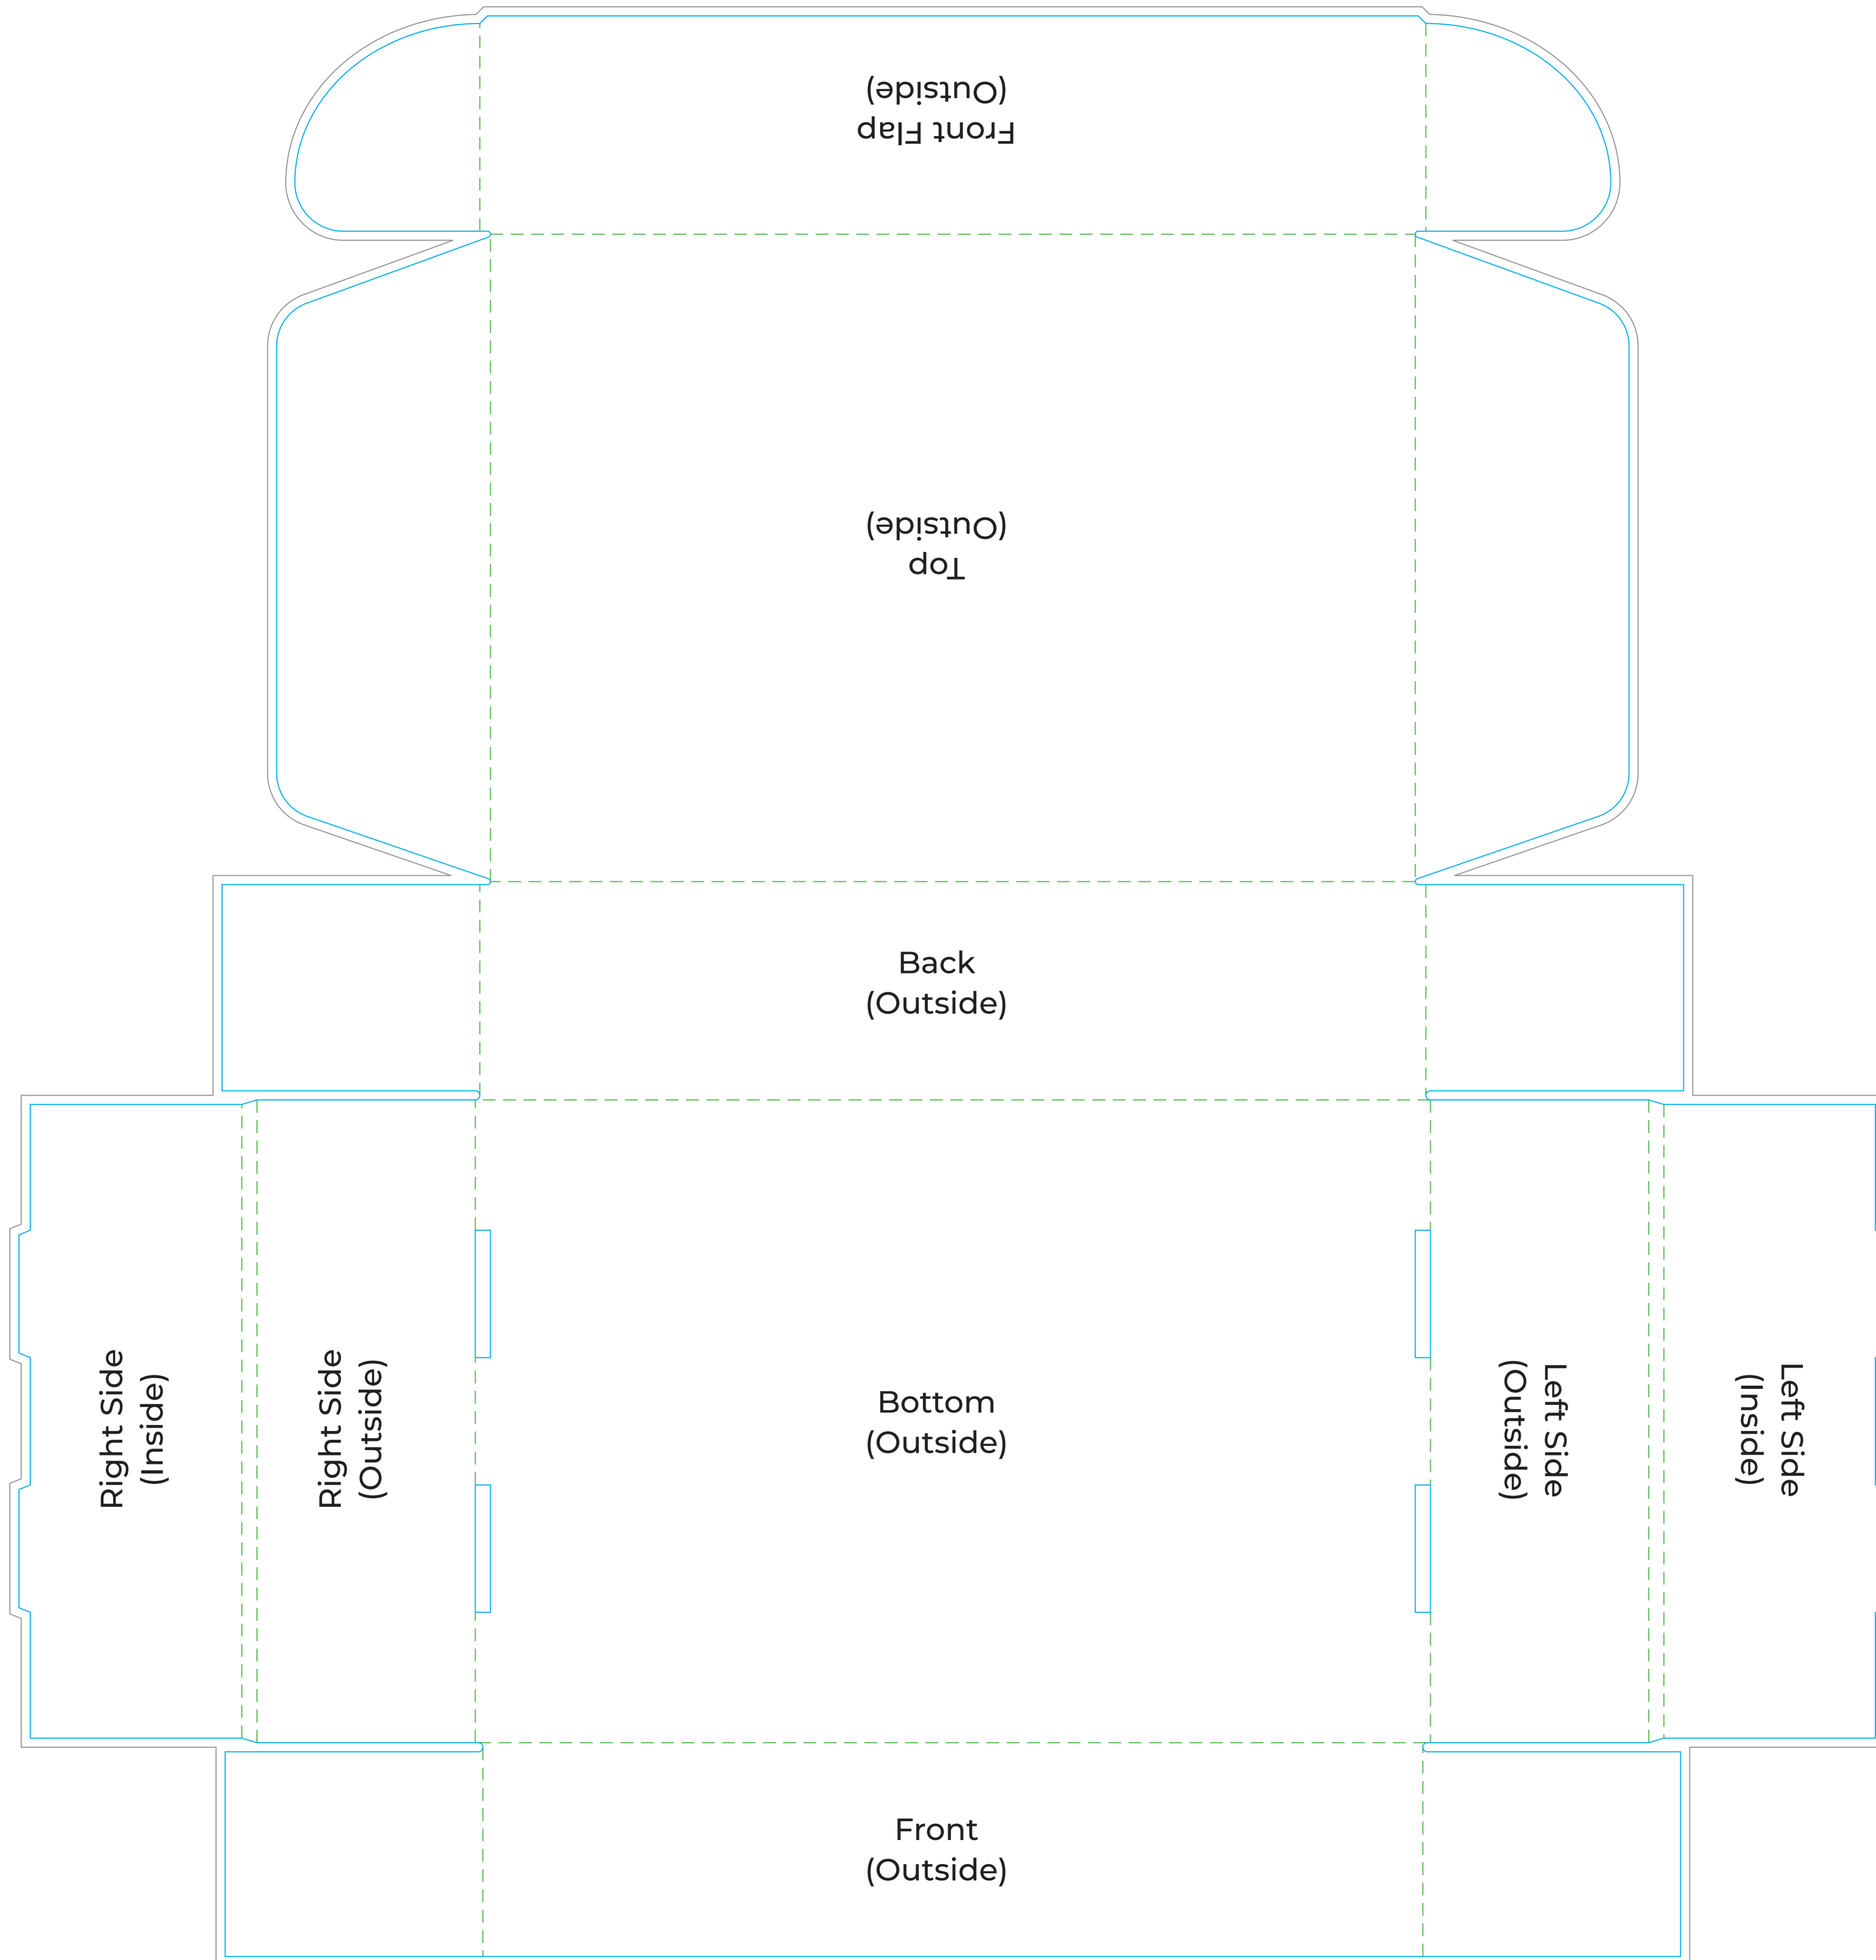 Front Flap
(Outside)
Top
(Outside)
Back
(Outside)
Right Side
(Inside)
Right Side
(Outside)
Bottom
(Outside)
Left Side
(Outside)
Left Side
(Inside)
Front
(Outside)